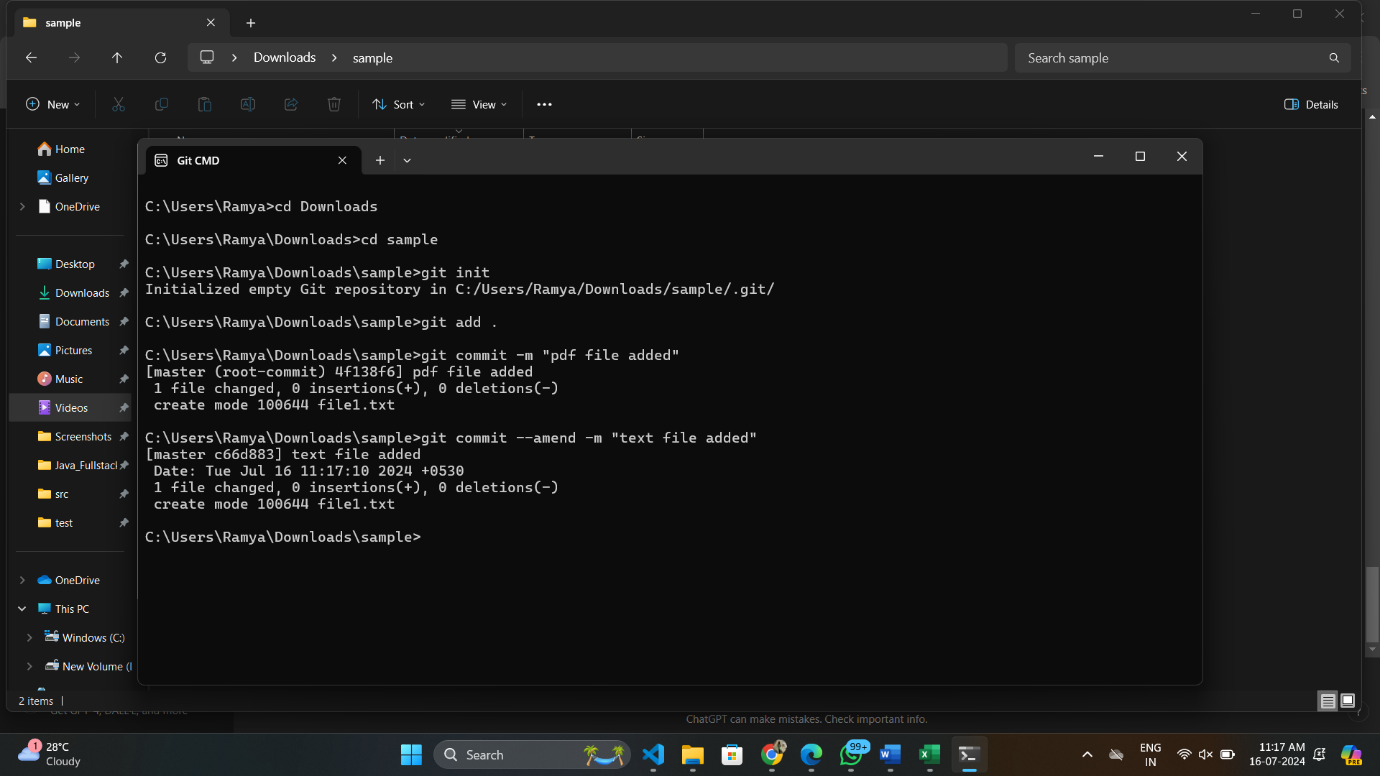 sample
Downloads > sample
Search sample
New
Sort
View
Details
Home
Gallery
OneDrive
Desktop
Downloads
Documents
Pictures
Music
Videos
Screenshots
Java_Fullstacl
src
test
OneDrive
This PC
Windows (C:)
New Volume (I
2 items
Git CMD
C:\Users\Ramya>cd Downloads
C:\Users\Ramya\Downloads>cd sample
C:\Users\Ramya\Downloads\sample>git init
Initialized empty Git repository in C:/Users/Ramya/Downloads/sample/.git/
C:\Users\Ramya\Downloads\sample>git add .
C:\Users\Ramya\Downloads\sample>git commit -m "pdf file added"
[master (root-commit) 4f138f6] pdf file added
1 file changed, 0 insertions(+), 0 deletions(-)
create mode 100644 file1.txt
C:\Users\Ramya\Downloads\sample>git commit --amend -m "text file added"
[master c66d883] text file added
Date: Tue Jul 16 11:17:10 2024 +0530
1 file changed, 0 insertions(+), 0 deletions(-)
create mode 100644 file1.txt
C:\Users\Ramya\Downloads\sample>
ChatGPT can make mistakes. Check important info.
1
28°C
Cloudy
Search
99+
PRE
ENG
IN
11:17 AM
16-07-2024